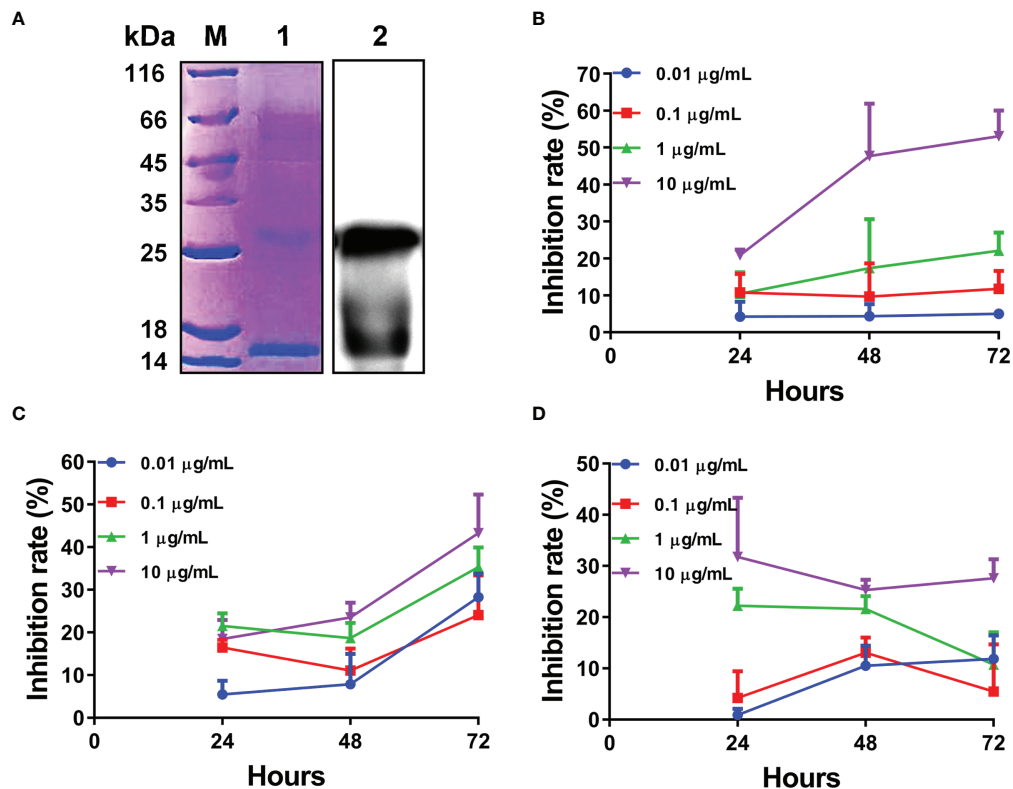 A
kDa M 1 2
116
66
45
35
25
18
14
B
Inhibition rate (%)
70
60
50
40
30
20
10
0
0.01 μg/mL
0.1 μg/mL
1 μg/mL
10 μg/mL
0 24 48 72
Hours
C
Inhibition rate (%)
60
50
40
30
20
10
0
0.01 μg/mL
0.1 μg/mL
1 μg/mL
10 μg/mL
0 24 48 72
Hours
D
Inhibition rate (%)
50
40
30
20
10
0
0.01 μg/mL
0.1 μg/mL
1 μg/mL
10 μg/mL
0 24 48 72
Hours